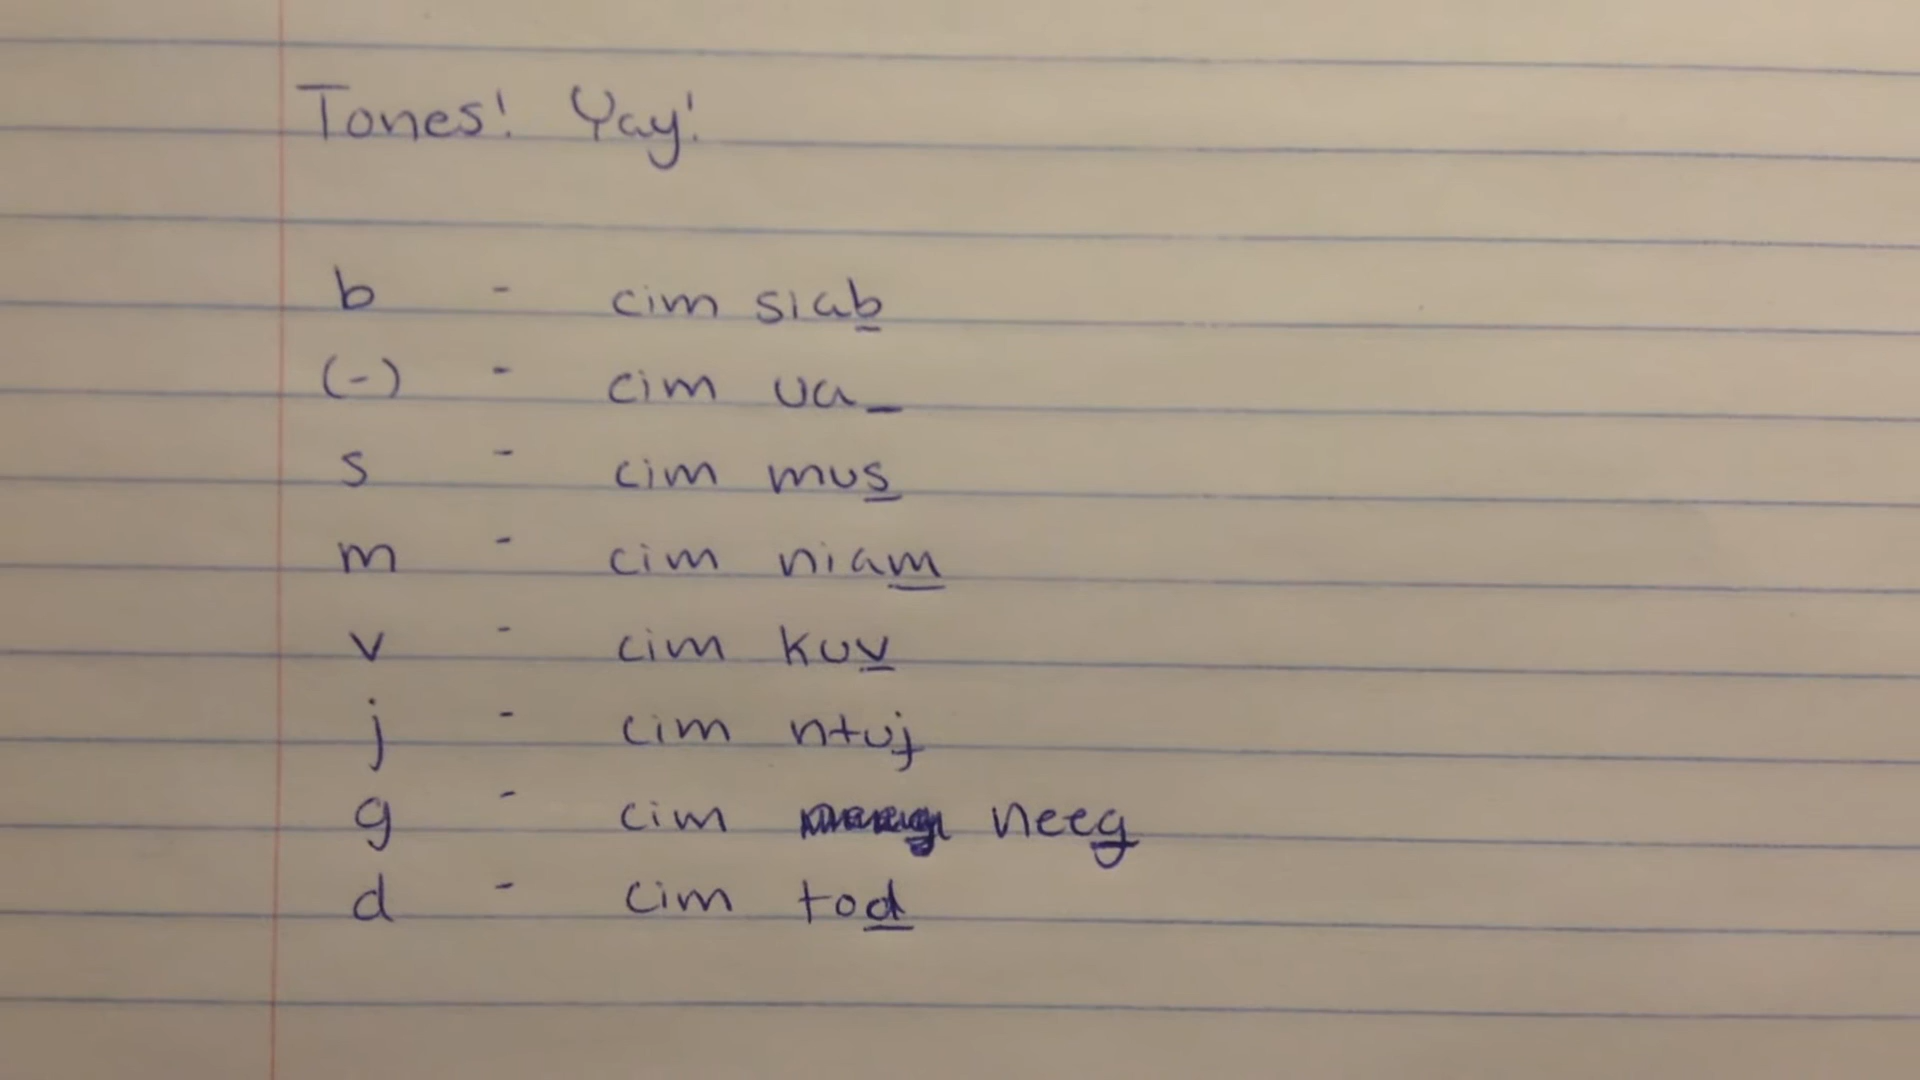 Tones! Yay!
b - cim siab
(-) - cim ua_
s - cim mus
m - cim niam
v - cim kuv
j - cim ntuj
g - cim neeg
d - cim tod